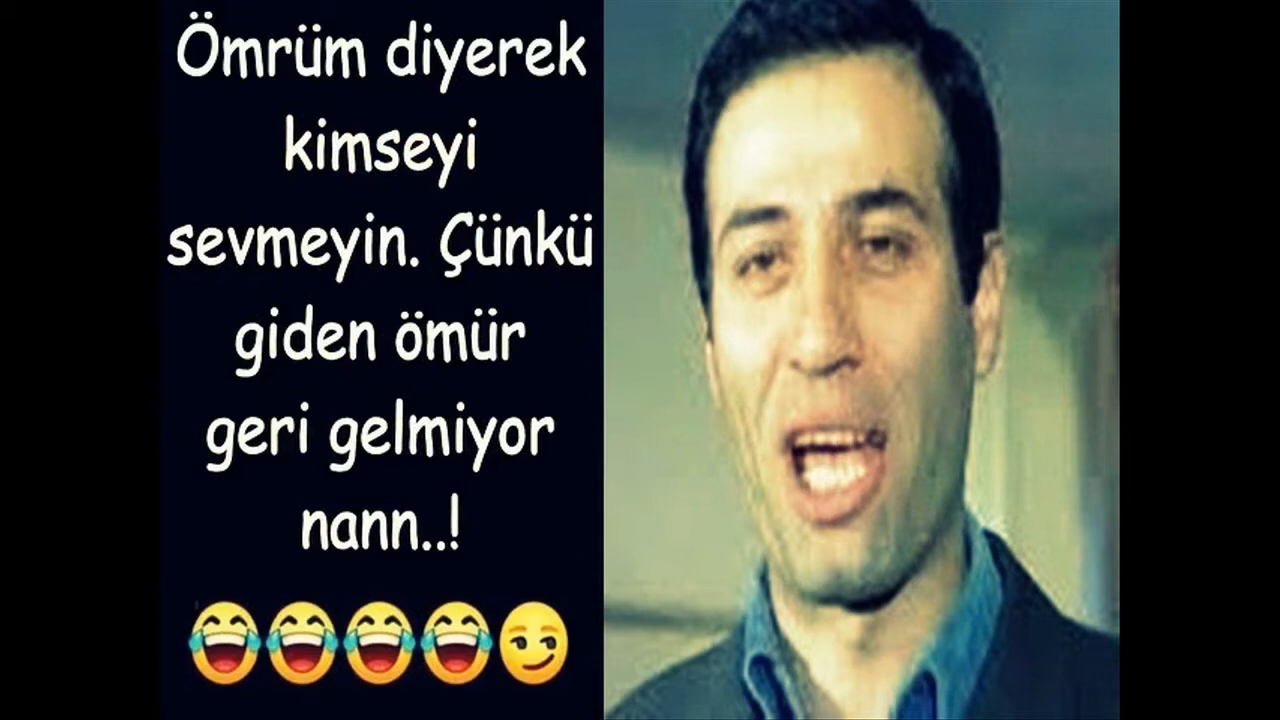 Ömrüm diyerek
kimseyi
sevmeyin. Çünkü
giden ömür
geri gelmiyor
nann..!